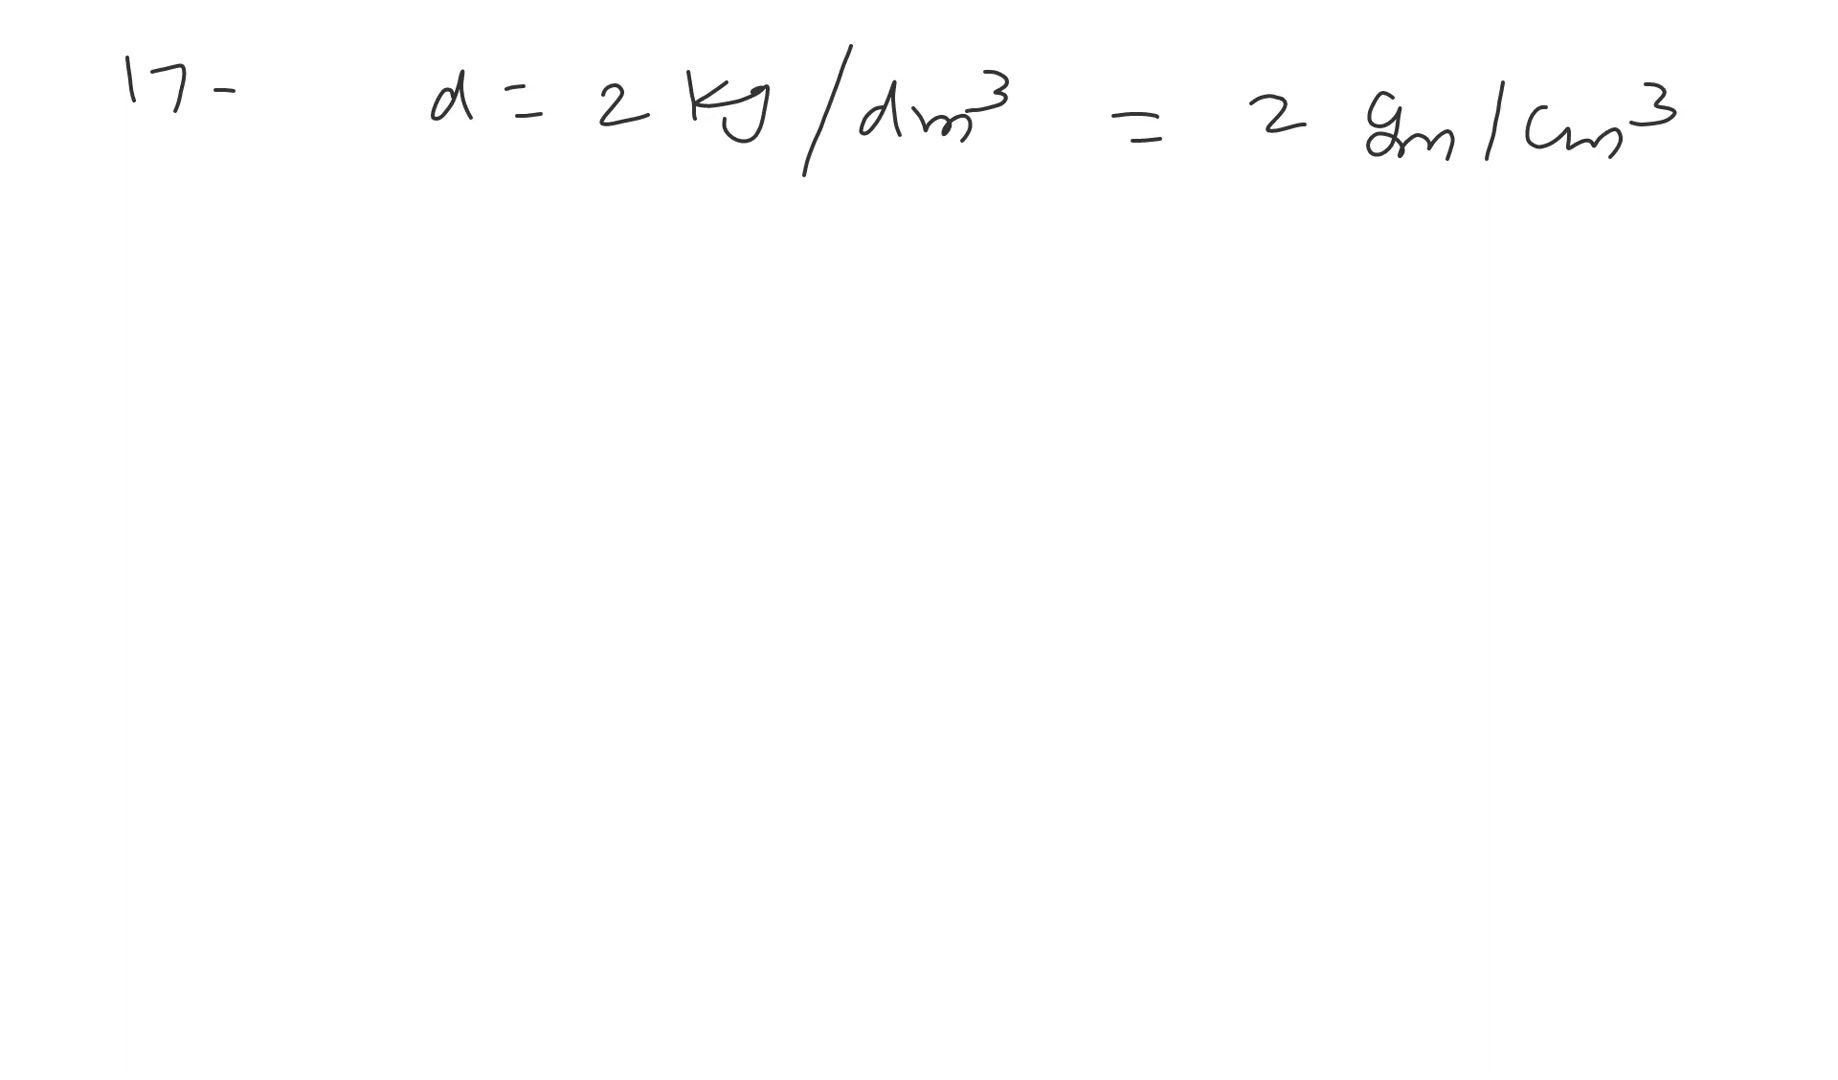 17- d = 2 kg/dm³ = 2 gm/cm³